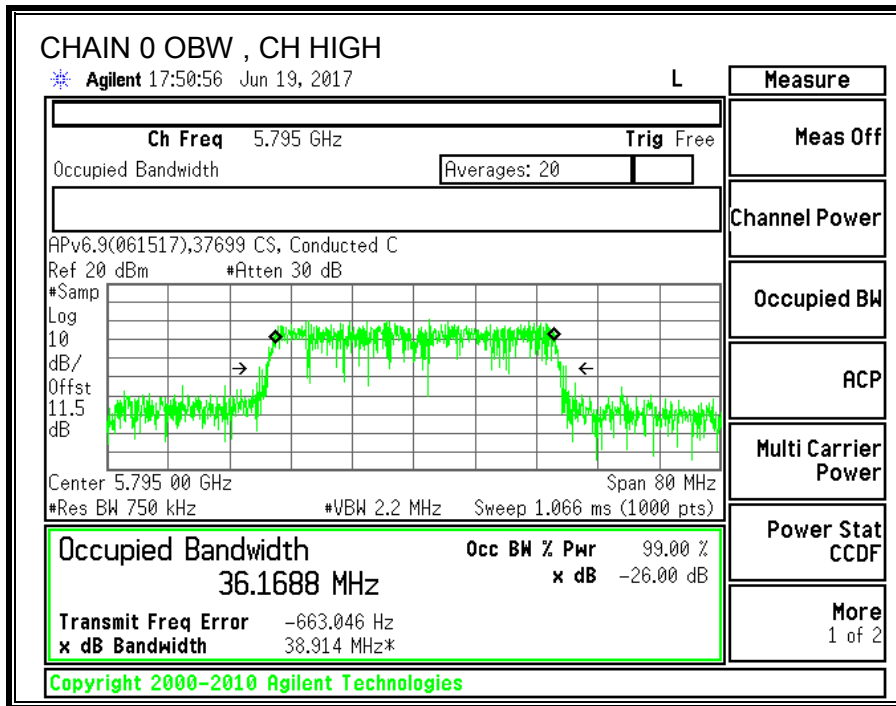 CHAIN 0 OBW , CH HIGH
Agilent 17:50:56 Jun 19, 2017 L
Measure
Ch Freq 5.795 GHz Trig Free
Meas Off
Occupied Bandwidth Averages: 20
Channel Power
APv6.9(061517),37699 CS, Conducted C
Ref 20 dBm #Atten 30 dB
#Samp
Log
10
dB/
Offst
11.5
dB
Occupied BW
ACP
Multi Carrier
Power
Center 5.795 00 GHz Span 80 MHz
#Res BW 750 kHz #VBW 2.2 MHz Sweep 1.066 ms (1000 pts)
Power Stat
CCDF
Occupied Bandwidth Occ BW % Pwr 99.00 %
36.1688 MHz x dB -26.00 dB
Transmit Freq Error -663.046 Hz
x dB Bandwidth 38.914 MHz*
More
1 of 2
Copyright 2000-2010 Agilent Technologies